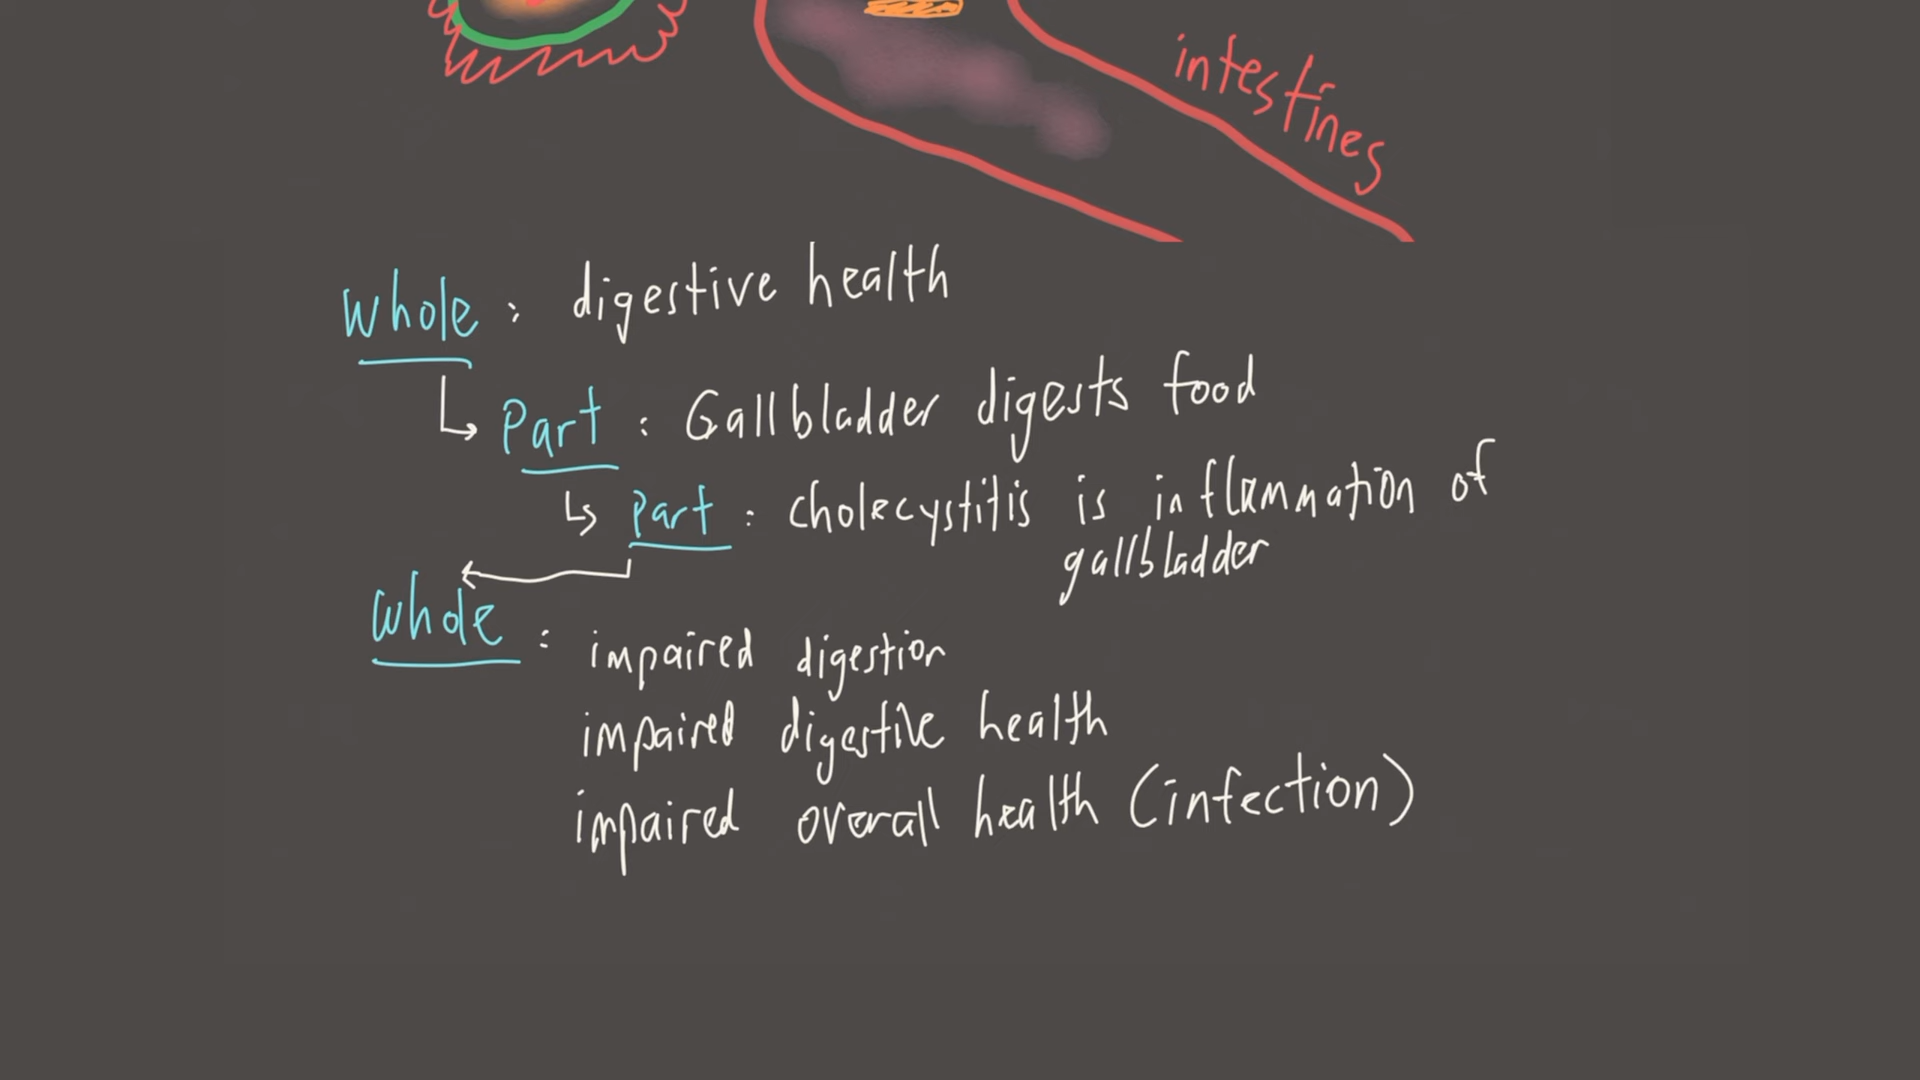 intestines
Whole: digestive health
↳ Part: Gallbladder digests food
↳ Part: cholecystitis is inflammation of
gallbladder
Whole: impaired digestion
impaired digestive health
impaired overall health (infection)